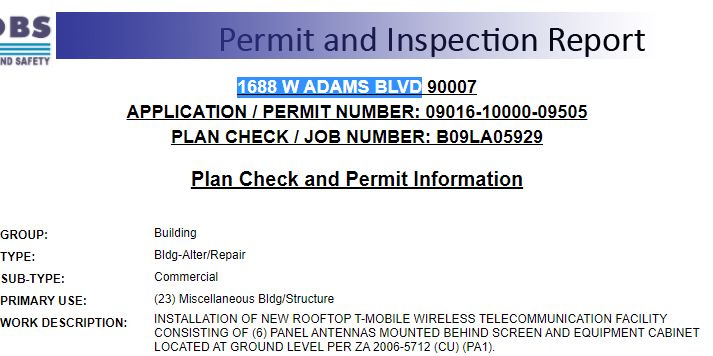 DBS
ND SAFETY
Permit and Inspection Report
1688 W ADAMS BLVD 90007
APPLICATION / PERMIT NUMBER: 09016-10000-09505
PLAN CHECK / JOB NUMBER: B09LA05929
Plan Check and Permit Information
GROUP: Building
TYPE: Bldg-Alter/Repair
SUB-TYPE: Commercial
PRIMARY USE: (23) Miscellaneous Bldg/Structure
WORK DESCRIPTION: INSTALLATION OF NEW ROOFTOP T-MOBILE WIRELESS TELECOMMUNICATION FACILITY
CONSISTING OF (6) PANEL ANTENNAS MOUNTED BEHIND SCREEN AND EQUIPMENT CABINET
LOCATED AT GROUND LEVEL PER ZA 2006-5712 (CU) (PA1).